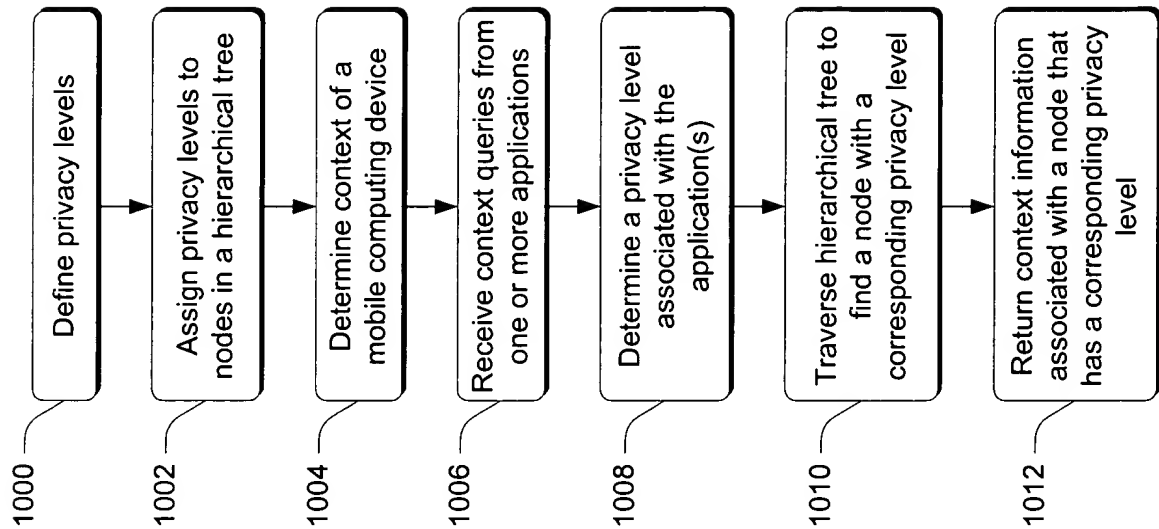 1000
Define privacy levels
1002
Assign privacy levels to
nodes in a hierarchical tree
1004
Determine context of a
mobile computing device
1006
Receive context queries from
one or more applications
1008
Determine a privacy level
associated with the
application(s)
1010
Traverse hierarchical tree to
find a node with a
corresponding privacy level
1012
Return context information
associated with a node that
has a corresponding privacy
level